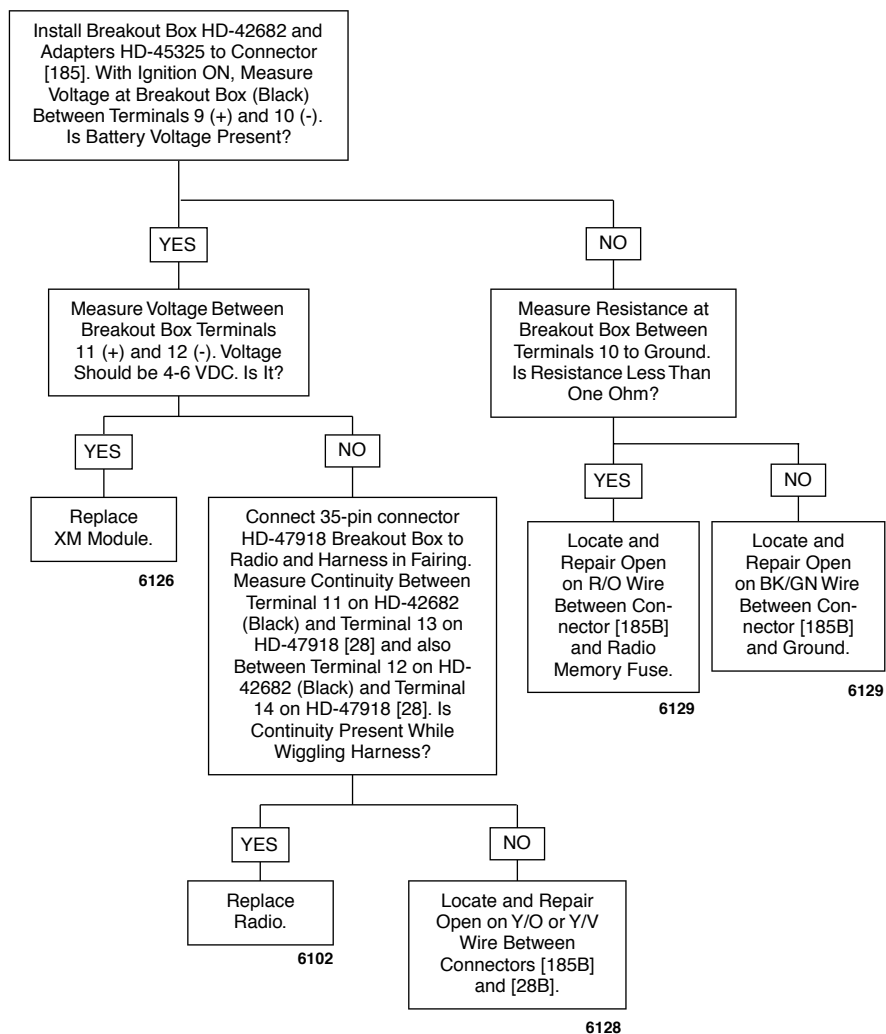 Install Breakout Box HD-42682 and
Adapters HD-45325 to Connector
[185]. With Ignition ON, Measure
Voltage at Breakout Box (Black)
Between Terminals 9 (+) and 10 (-).
Is Battery Voltage Present?
YES
NO
Measure Voltage Between
Breakout Box Terminals
11 (+) and 12 (-). Voltage
Should be 4-6 VDC. Is It?
Measure Resistance at
Breakout Box Between
Terminals 10 to Ground.
Is Resistance Less Than
One Ohm?
YES
NO
YES
NO
Replace
XM Module.
6126
Connect 35-pin connector
HD-47918 Breakout Box to
Radio and Harness in Fairing.
Measure Continuity Between
Terminal 11 on HD-42682
(Black) and Terminal 13 on
HD-47918 [28] and also
Between Terminal 12 on HD-
42682 (Black) and Terminal
14 on HD-47918 [28]. Is
Continuity Present While
Wiggling Harness?
Locate and
Repair Open
on R/O Wire
Between Con-
nector [185B]
and Radio
Memory Fuse.
6129
Locate and
Repair Open
on BK/GN Wire
Between Con-
nector [185B]
and Ground.
6129
YES
NO
Replace
Radio.
6102
Locate and Repair
Open on Y/O or Y/V
Wire Between
Connectors [185B]
and [28B].
6128